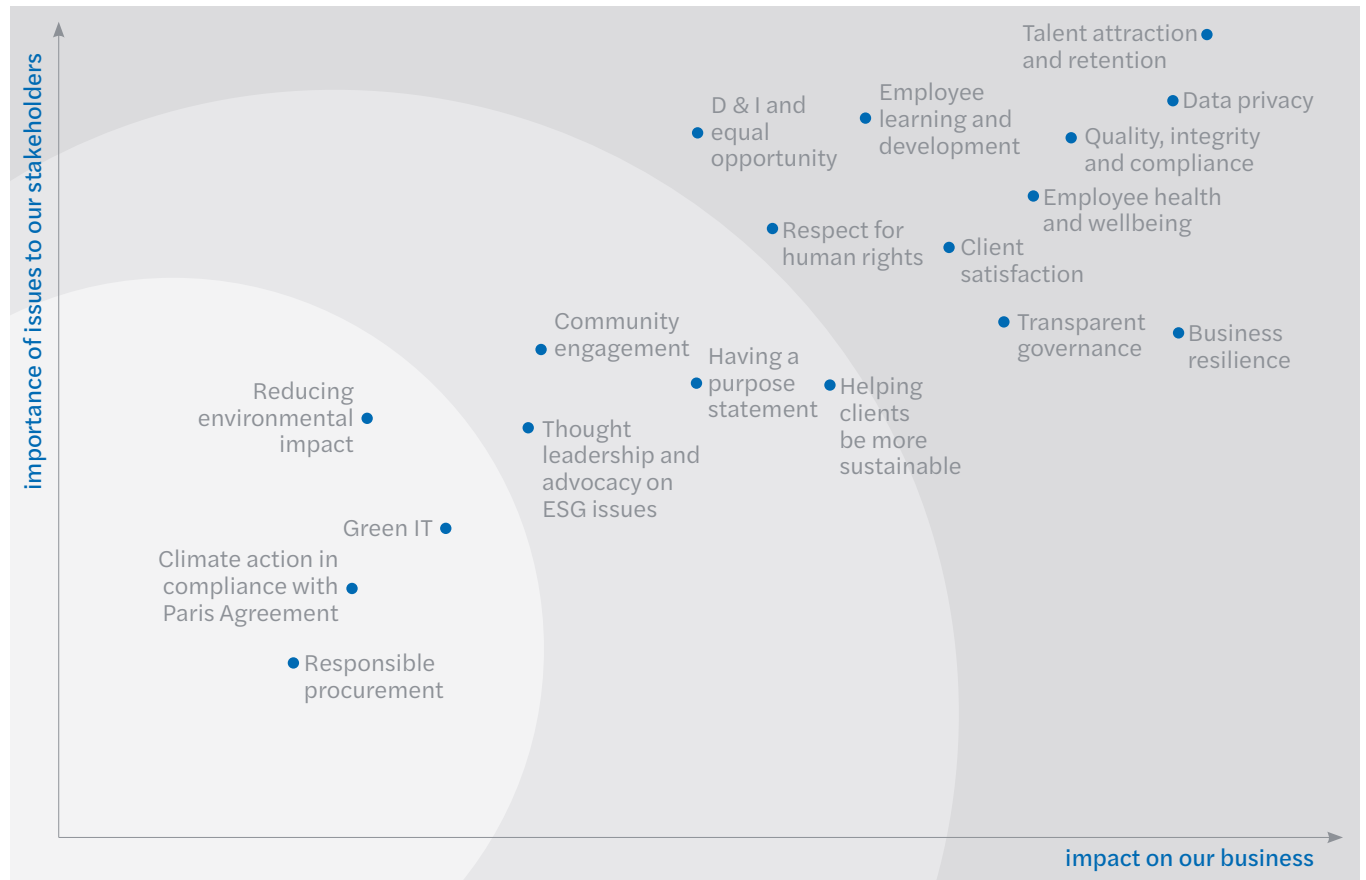 importance of issues to our stakeholders
Talent attraction
and retention
Data privacy
Employee
learning and
development
D & I and
equal
opportunity
Quality, integrity
and compliance
Employee health
and wellbeing
Respect for
human rights
Client
satisfaction
Transparent
governance
Business
resilience
Community
engagement
Having a
purpose
statement
Helping
clients
be more
sustainable
Reducing
environmental
impact
Thought
leadership and
advocacy on
ESG issues
Green IT
Climate action in
compliance with
Paris Agreement
Responsible
procurement
impact on our business